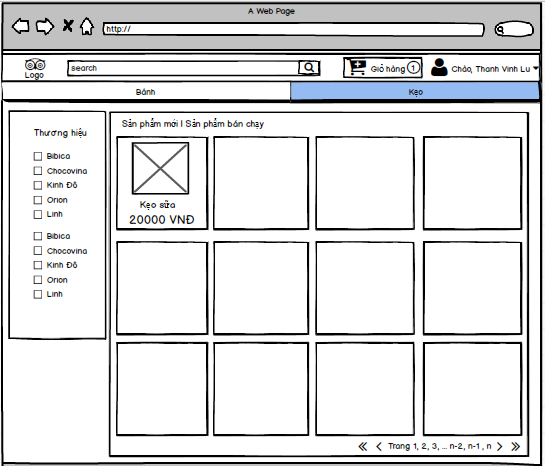 A Web Page
http://
Logo
search
Giỏ hàng 1
Chào, Thanh Vinh Lu
Bánh
Kẹo
Thương hiệu
Bibica
Chocovina
Kinh Đô
Orion
Linh
Bibica
Chocovina
Kinh Đô
Orion
Linh
Sản phẩm mới I Sản phẩm bán chạy
Kẹo sữa
20000 VNĐ
Trang 1, 2, 3, ... n-2, n-1 , n